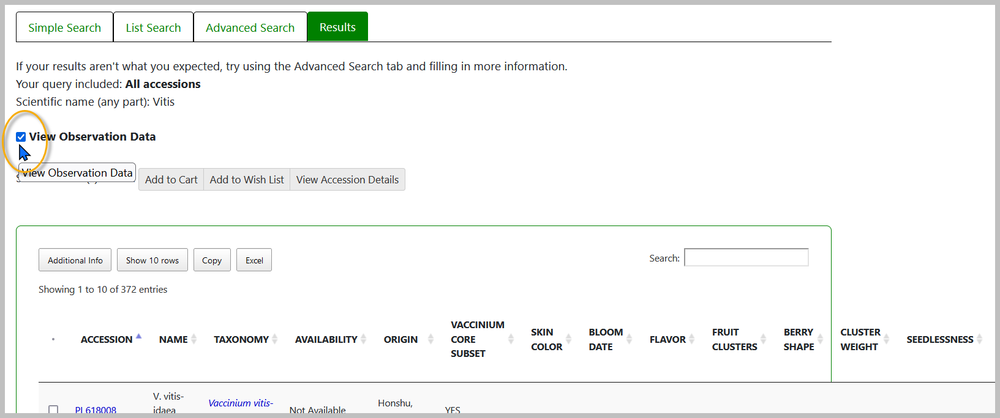 Simple Search List Search Advanced Search Results
If your results aren't what you expected, try using the Advanced Search tab and filling in more information.
Your query included: All accessions
Scientific name (any part): Vitis
View Observation Data
View Observation Data
Add to Cart Add to Wish List View Accession Details
Additional Info Show 10 rows Copy Excel Search:
Showing 1 to 10 of 372 entries
ACCESSION NAME TAXONOMY AVAILABILITY ORIGIN VACCINIUM CORE SUBSET SKIN COLOR BLOOM DATE FLAVOR FRUIT CLUSTERS BERRY SHAPE CLUSTER WEIGHT SEEDLESSNESS
V. vitis-
Vaccinium vitis- Honshu,
PI 618008 idaea Not Available YES